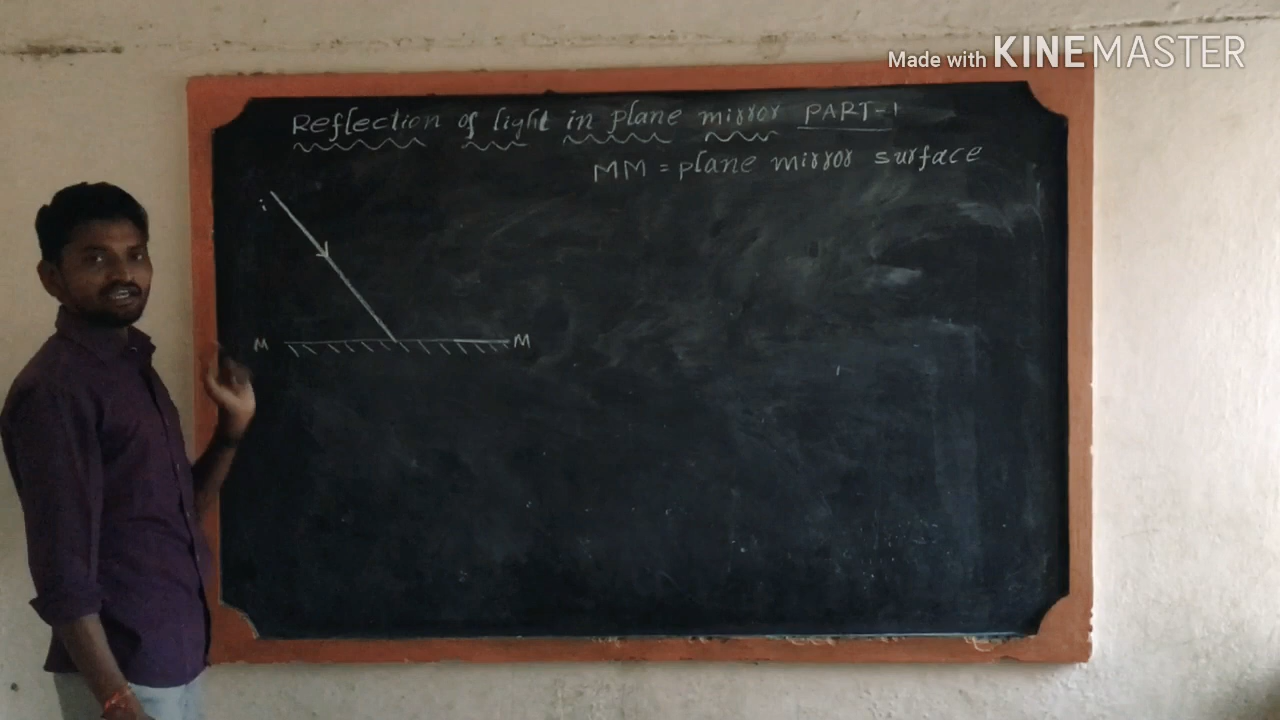 Made with KINEMASTER
Reflection of light in plane mirror PART-1
MM = plane mirror surface
i
M M